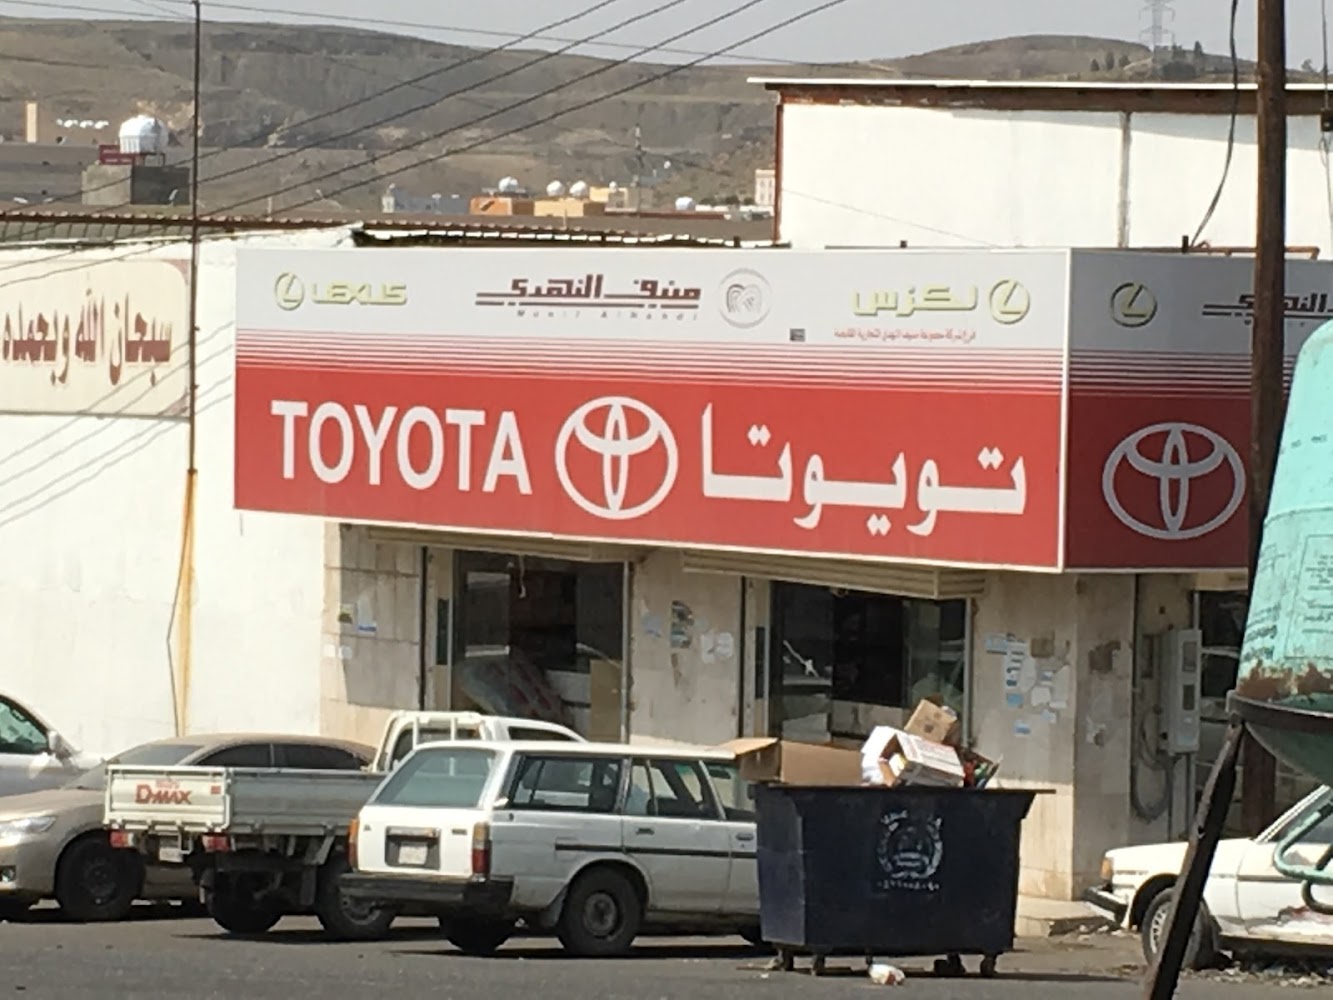 سبحان الله وبحمده
LEXUS
منيف النهدي
Munif Alnahdi
لكزس
TOYOTA
تويوتا
D-MAX